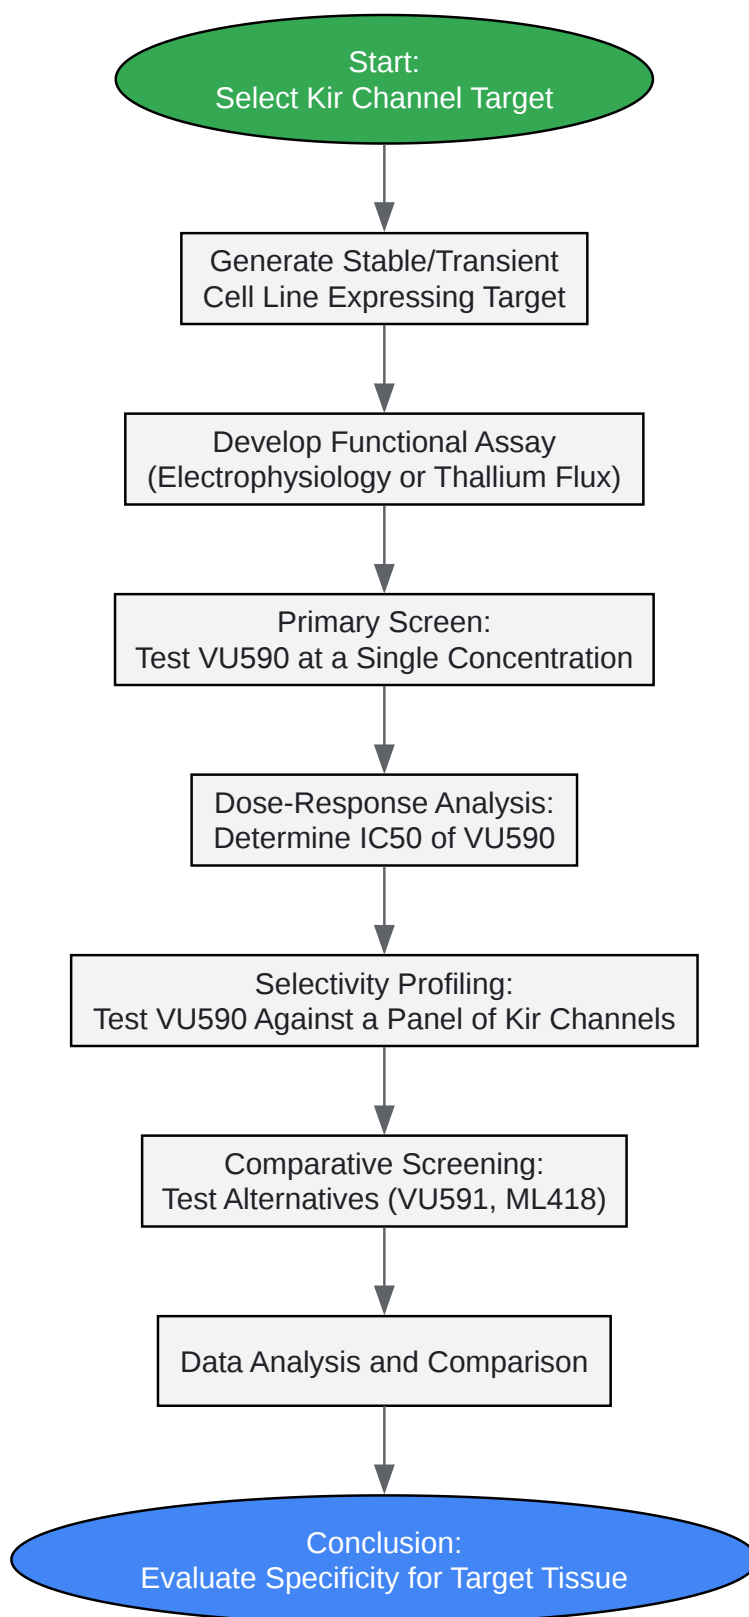 Start:
Select Kir Channel Target
Generate Stable/Transient
Cell Line Expressing Target
Develop Functional Assay
(Electrophysiology or Thallium Flux)
Primary Screen:
Test VU590 at a Single Concentration
Dose-Response Analysis:
Determine IC50 of VU590
Selectivity Profiling:
Test VU590 Against a Panel of Kir Channels
Comparative Screening:
Test Alternatives (VU591, ML418)
Data Analysis and Comparison
Conclusion:
Evaluate Specificity for Target Tissue